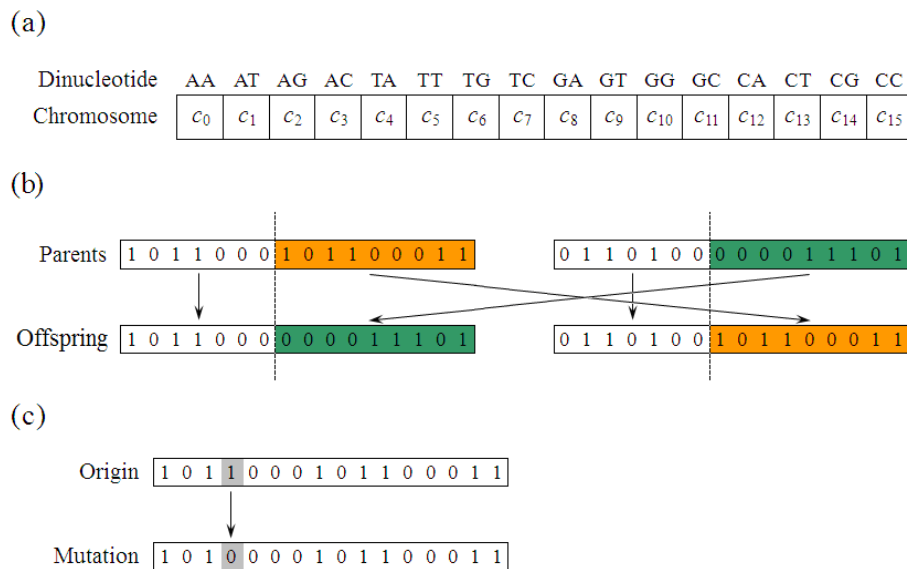 (a)
Dinucleotide AA AT AG AC TA TT TG TC GA GT GG GC CA CT CG CC
Chromosome c₀ c₁ c₂ c₃ c₄ c₅ c₆ c₇ c₈ c₉ c₁₀ c₁₁ c₁₂ c₁₃ c₁₄ c₁₅
(b)
Parents 1 0 1 1 0 0 0 1 0 1 1 0 0 0 1 1 0 1 1 0 1 0 0 0 0 0 0 1 1 1 0 1
Offspring 1 0 1 1 0 0 0 0 0 0 0 1 1 1 0 1 0 1 1 0 1 0 0 1 0 1 1 0 0 0 1 1
(c)
Origin 1 0 1 1 0 0 0 1 0 1 1 0 0 0 1 1
Mutation 1 0 1 0 0 0 0 1 0 1 1 0 0 0 1 1